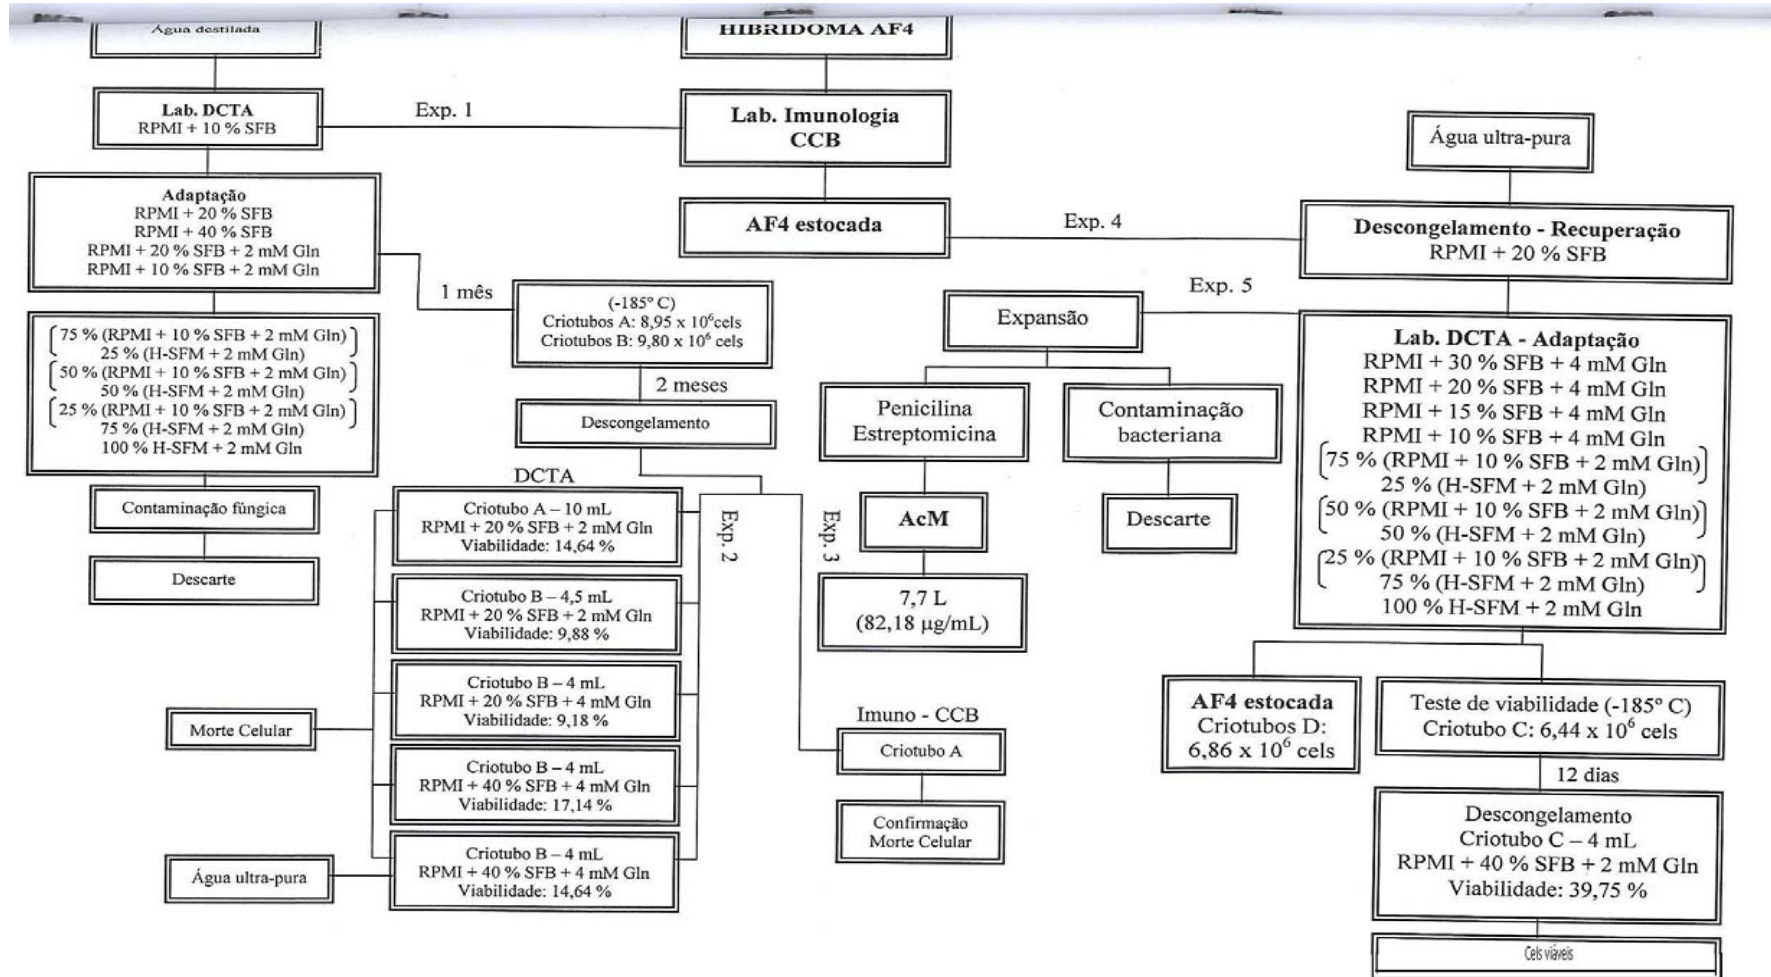 Água destilada
HIBRIDOMA AF4
Lab. DCTA
RPMI + 10 % SFB
Exp. 1
Lab. Imunologia
CCB
Água ultra-pura
Adaptação
RPMI + 20 % SFB
RPMI + 40 % SFB
RPMI + 20 % SFB + 2 mM Gln
RPMI + 10 % SFB + 2 mM Gln
AF4 estocada
Exp. 4
Descongelamento - Recuperação
RPMI + 20 % SFB
1 mês
(-185º C)
Criotubos A: 8,95 x 10⁶cels
Criotubos B: 9,80 x 10⁶ cels
Expansão
Exp. 5
75 % (RPMI + 10 % SFB + 2 mM Gln)
25 % (H-SFM + 2 mM Gln)
50 % (RPMI + 10 % SFB + 2 mM Gln)
50 % (H-SFM + 2 mM Gln)
25 % (RPMI + 10 % SFB + 2 mM Gln)
75 % (H-SFM + 2 mM Gln)
100 % H-SFM + 2 mM Gln
Lab. DCTA - Adaptação
RPMI + 30 % SFB + 4 mM Gln
RPMI + 20 % SFB + 4 mM Gln
RPMI + 15 % SFB + 4 mM Gln
RPMI + 10 % SFB + 4 mM Gln
75 % (RPMI + 10 % SFB + 2 mM Gln)
25 % (H-SFM + 2 mM Gln)
50 % (RPMI + 10 % SFB + 2 mM Gln)
50 % (H-SFM + 2 mM Gln)
25 % (RPMI + 10 % SFB + 2 mM Gln)
75 % (H-SFM + 2 mM Gln)
100 % H-SFM + 2 mM Gln
2 meses
Descongelamento
Penicilina
Estreptomicina
Contaminação
bacteriana
Contaminação fúngica
Descarte
DCTA
Criotubo A – 10 mL
RPMI + 20 % SFB + 2 mM Gln
Viabilidade: 14,64 %
Exp. 2
Exp. 3
AcM
Descarte
Criotubo B – 4,5 mL
RPMI + 20 % SFB + 2 mM Gln
Viabilidade: 9,88 %
7,7 L
(82,18 µg/mL)
Criotubo B – 4 mL
RPMI + 20 % SFB + 4 mM Gln
Viabilidade: 9,18 %
AF4 estocada
Criotubos D:
6,86 x 10⁶ cels
Teste de viabilidade (-185º C)
Criotubo C: 6,44 x 10⁶ cels
Morte Celular
Imuno - CCB
Criotubo A
Criotubo B – 4 mL
RPMI + 40 % SFB + 4 mM Gln
Viabilidade: 17,14 %
12 dias
Confirmação
Morte Celular
Descongelamento
Criotubo C – 4 mL
RPMI + 40 % SFB + 2 mM Gln
Viabilidade: 39,75 %
Água ultra-pura
Criotubo B – 4 mL
RPMI + 40 % SFB + 4 mM Gln
Viabilidade: 14,64 %
Cels viáveis